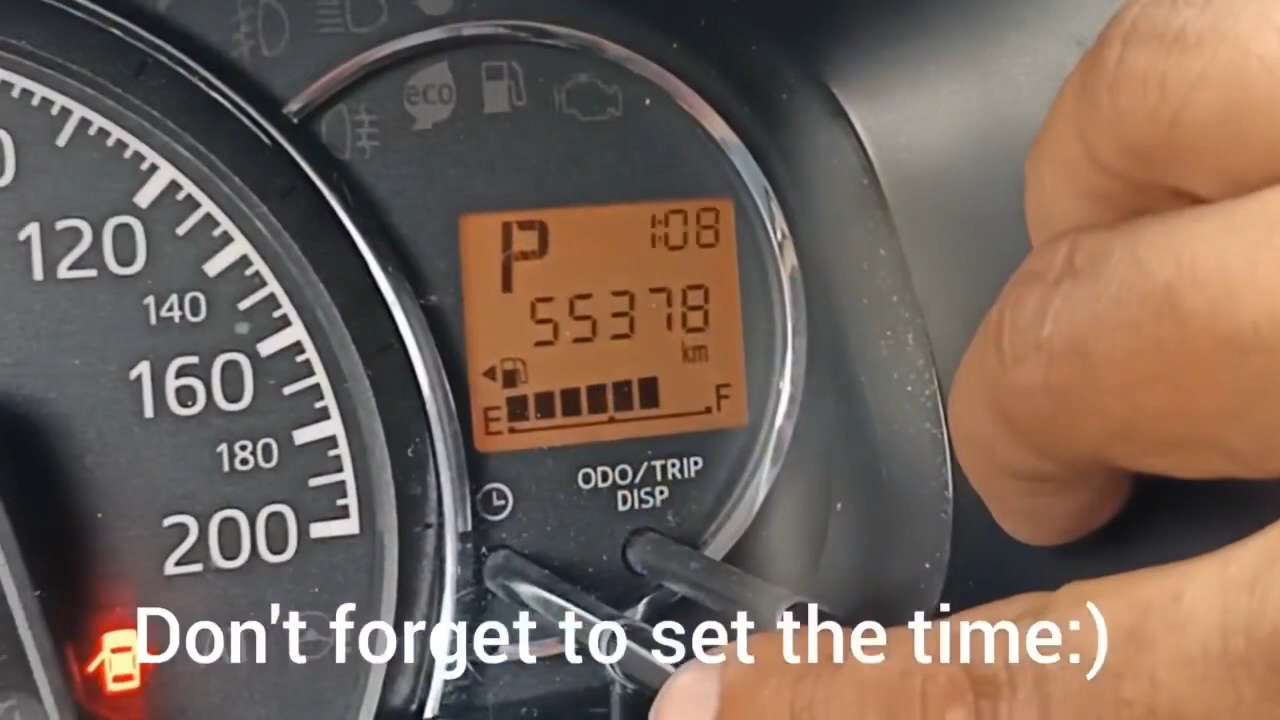 eco
120
140
160
180
200
P 1:08
55378
km
E F
ODO/TRIP
DISP
Don't forget to set the time:)